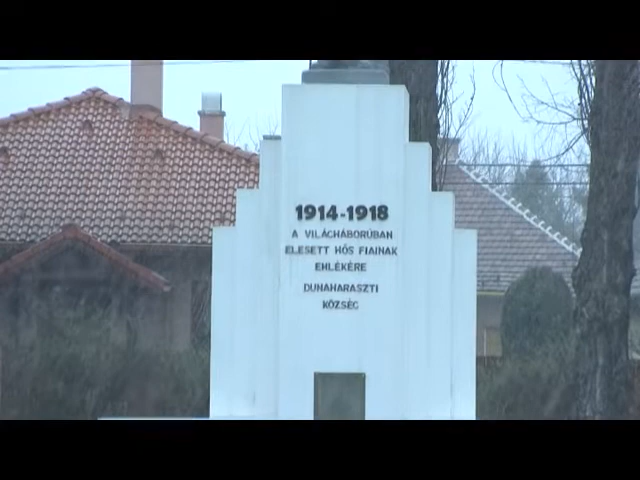 1914-1918
A VILÁGHÁBORÚBAN
ELESETT HŐS FIAINAK
EMLÉKÉRE
DUNAHARASZTI
KÖZSÉG